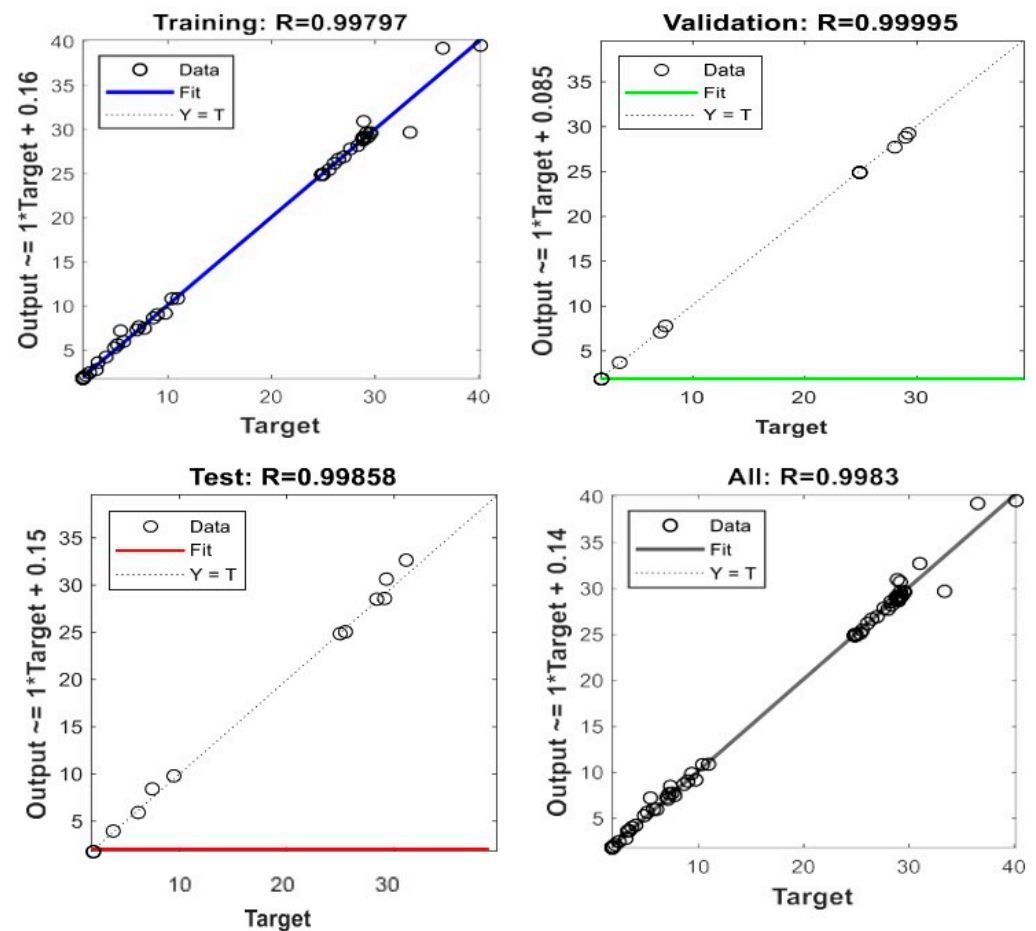 Training: R=0.99797
Output ~= 1*Target + 0.16
40
35
30
25
20
15
10
5
Data
Fit
Y = T
10
20
30
40
Target
Validation: R=0.99995
Output ~= 1*Target + 0.085
35
30
25
20
15
10
5
Data
Fit
Y = T
10
20
30
Target
Test: R=0.99858
Output ~= 1*Target + 0.15
35
30
25
20
15
10
5
Data
Fit
Y = T
10
20
30
Target
All: R=0.9983
Output ~= 1*Target + 0.14
40
35
30
25
20
15
10
5
Data
Fit
Y = T
10
20
30
40
Target